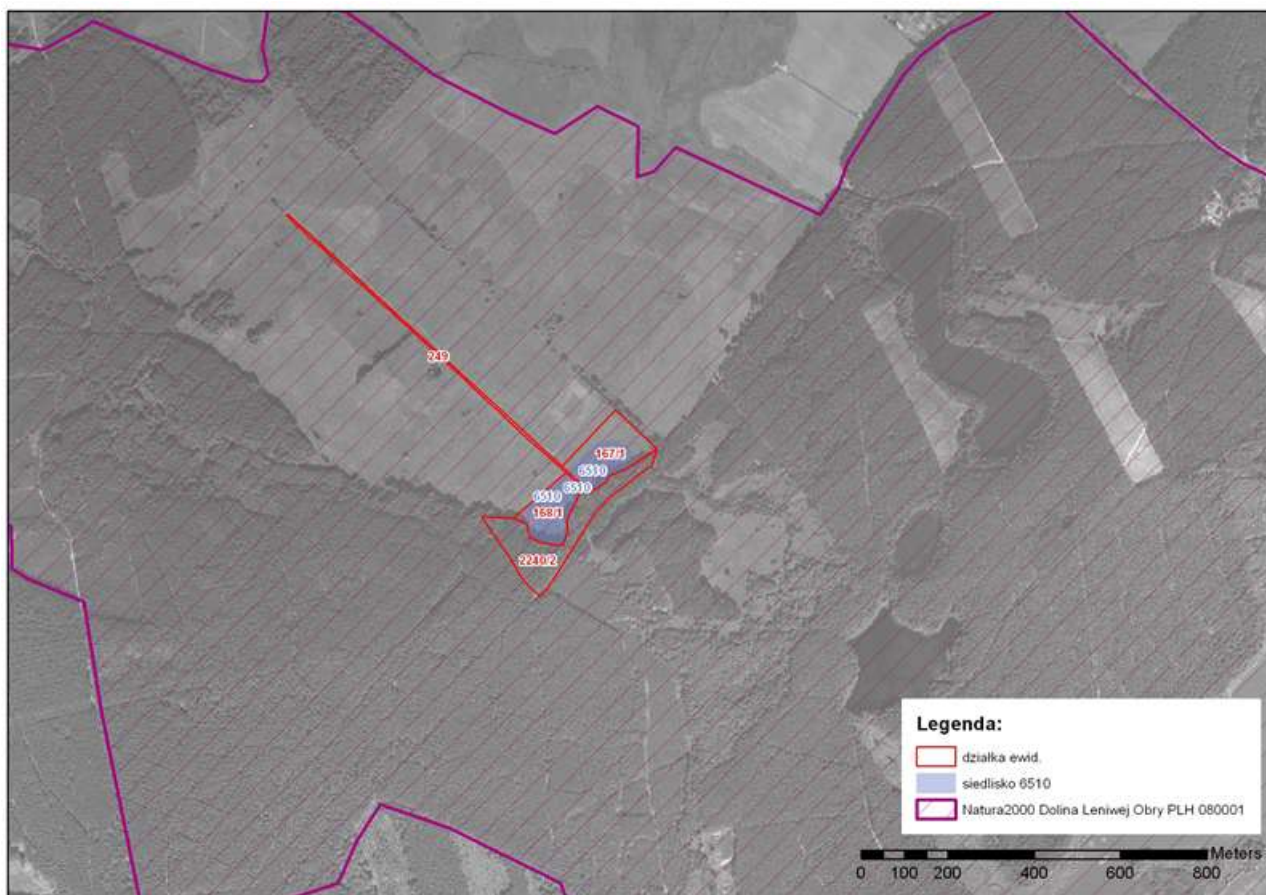 249
167/1
6510
6510
6510
168/1
2240/2
Legenda:
działka ewid.
siedlisko 6510
Natura2000 Dolina Leniwej Obry PLH 080001
Meters
0 100 200 400 600 800